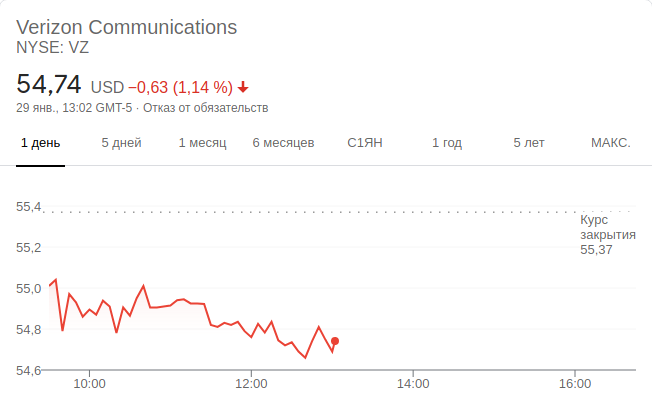 Verizon Communications
NYSE: VZ
54,74 USD −0,63 (1,14 %)
29 янв., 13:02 GMT-5 · Отказ от обязательств
1 день 5 дней 1 месяц 6 месяцев С1ЯН 1 год 5 лет МАКС.
55,4
Курс
закрытия
55,37
55,2
55,0
54,8
54,6
10:00 12:00 14:00 16:00